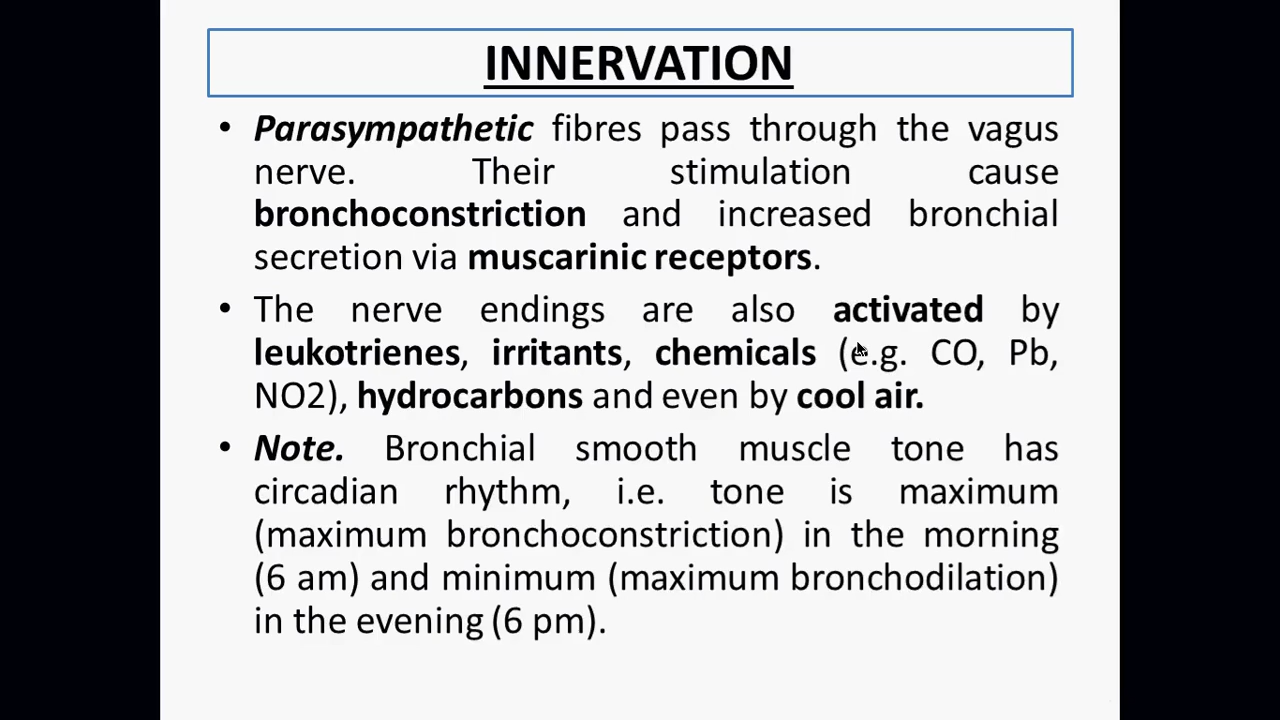 INNERVATION
• Parasympathetic fibres pass through the vagus
nerve. Their stimulation cause
bronchoconstriction and increased bronchial
secretion via muscarinic receptors.
• The nerve endings are also activated by
leukotrienes, irritants, chemicals (e.g. CO, Pb,
NO2), hydrocarbons and even by cool air.
• Note. Bronchial smooth muscle tone has
circadian rhythm, i.e. tone is maximum
(maximum bronchoconstriction) in the morning
(6 am) and minimum (maximum bronchodilation)
in the evening (6 pm).